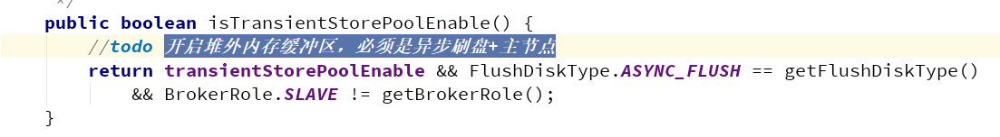 */
public boolean isTransientStorePoolEnable() {
//todo 开启堆外内存缓冲区，必须是异步刷盘+主节点
return transientStorePoolEnable && FlushDiskType.ASYNC_FLUSH == getFlushDiskType()
&& BrokerRole.SLAVE != getBrokerRole();
}